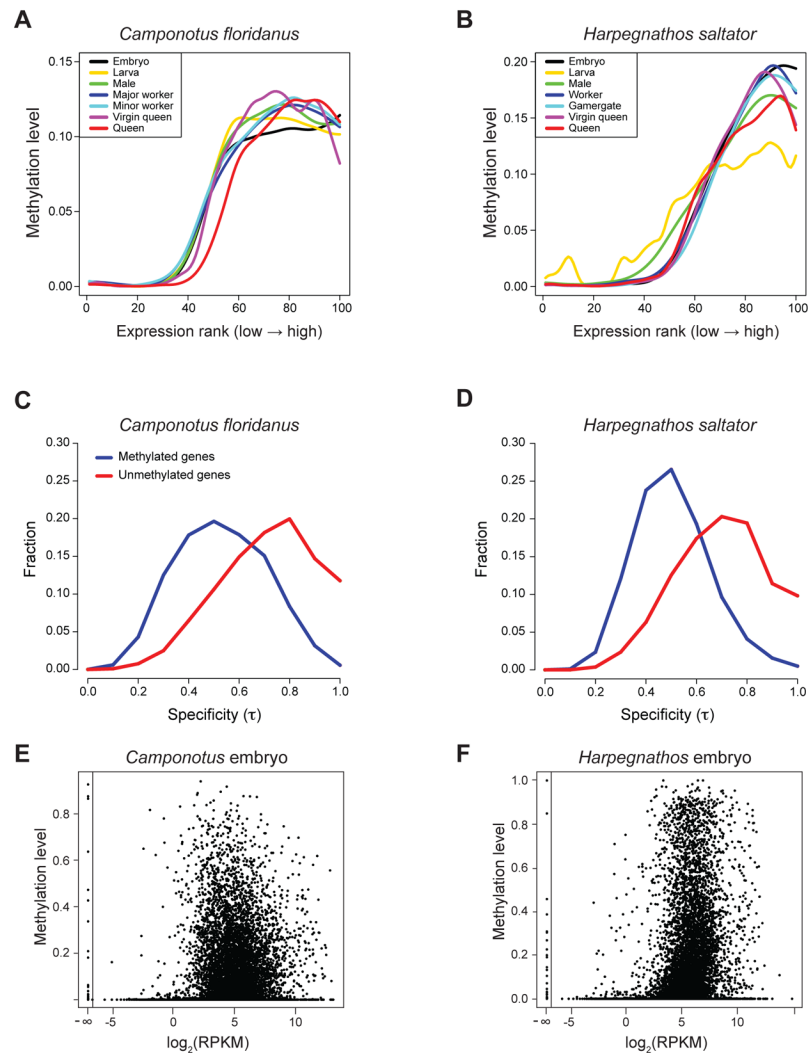 A
Camponotus floridanus
Embryo
Larva
Male
Major worker
Minor worker
Virgin queen
Queen
Methylation level
0.15
0.10
0.05
0.00
0 20 40 60 80 100
Expression rank (low → high)
B
Harpegnathos saltator
Embryo
Larva
Male
Worker
Gamergate
Virgin queen
Queen
Methylation level
0.20
0.15
0.10
0.05
0.00
0 20 40 60 80 100
Expression rank (low → high)
C
Camponotus floridanus
Methylated genes
Unmethylated genes
Fraction
0.30
0.25
0.20
0.15
0.10
0.05
0.00
0.0 0.2 0.4 0.6 0.8 1.0
Specificity (τ)
D
Harpegnathos saltator
Fraction
0.30
0.25
0.20
0.15
0.10
0.05
0.00
0.0 0.2 0.4 0.6 0.8 1.0
Specificity (τ)
E
Camponotus embryo
Methylation level
0.8
0.6
0.4
0.2
-∞ -5 0 5 10
log2(RPKM)
F
Harpegnathos embryo
Methylation level
1.0
0.8
0.6
0.4
0.2
0.0
-∞ -5 0 5 10
log2(RPKM)